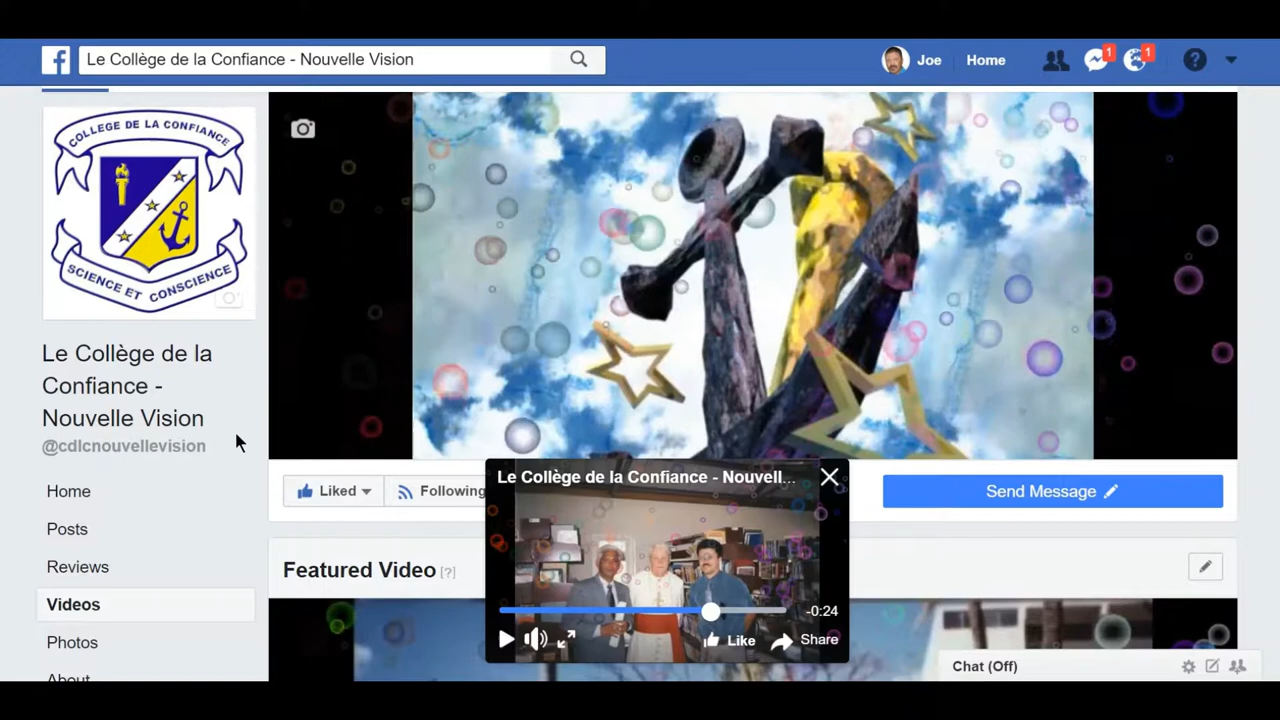 Le Collège de la Confiance - Nouvelle Vision
Joe
Home
1
1
?
COLLEGE DE LA CONFIANCE
SCIENCE ET CONSCIENCE
Le Collège de la
Confiance -
Nouvelle Vision
@cdlcnouvellevision
Home
Posts
Reviews
Videos
Photos
About
Liked
Following
Send Message
Featured Video [?]
Le Collège de la Confiance - Nouvell...
-0:24
Like
Share
Chat (Off)